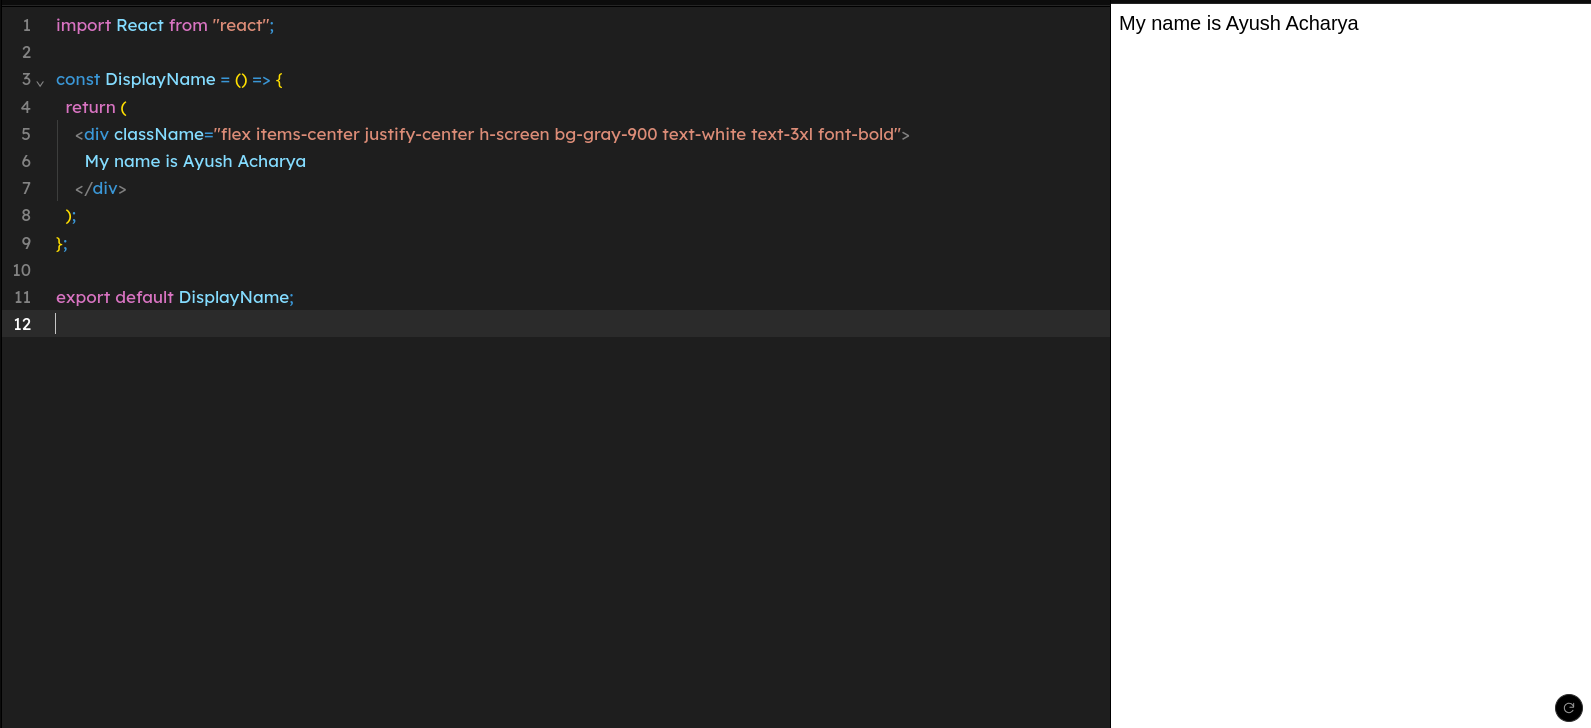 1 import React from "react";
2
3 const DisplayName = () => {
4 return (
5 <div className="flex items-center justify-center h-screen bg-gray-900 text-white text-3xl font-bold">
6 My name is Ayush Acharya
7 </div>
8 );
9 };
10
11 export default DisplayName;
12
My name is Ayush Acharya